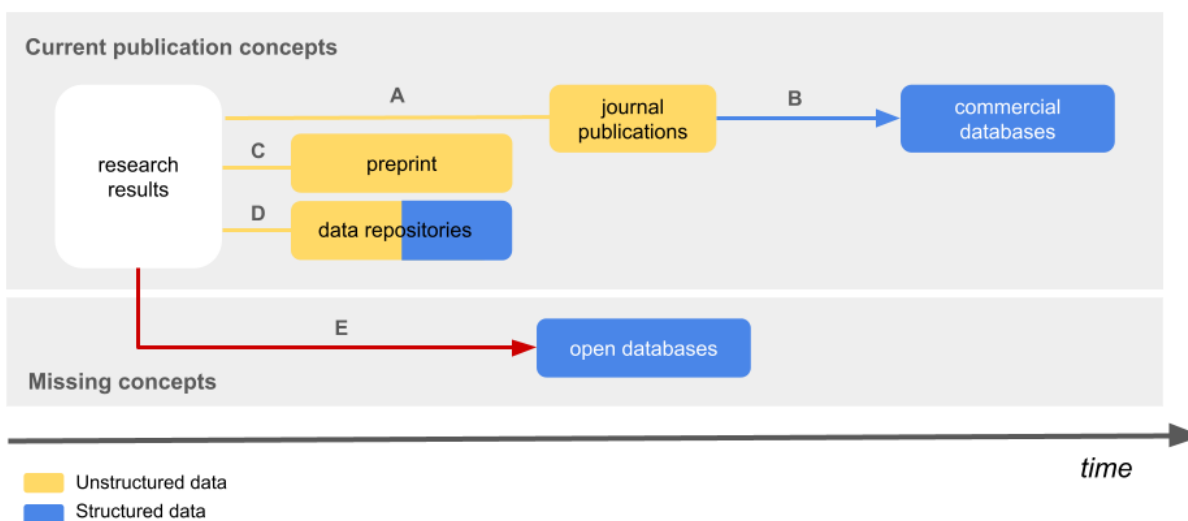 Current publication concepts
A
B
journal
publications
commercial
databases
research
results
C
preprint
D
data repositories
E
open databases
Missing concepts
time
Unstructured data
Structured data